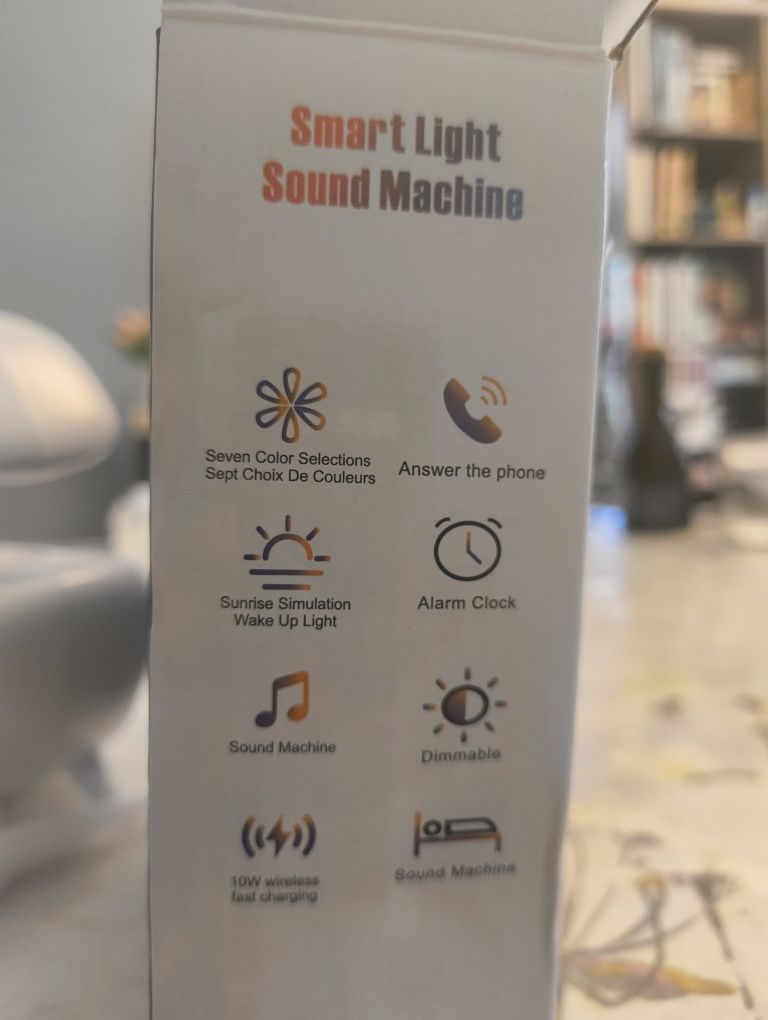 Smart Light
Sound Machine
Seven Color Selections
Sept Choix De Couleurs
Answer the phone
Sunrise Simulation
Wake Up Light
Alarm Clock
Sound Machine
Dimmable
10W wireless
fast charging
Sound Machine